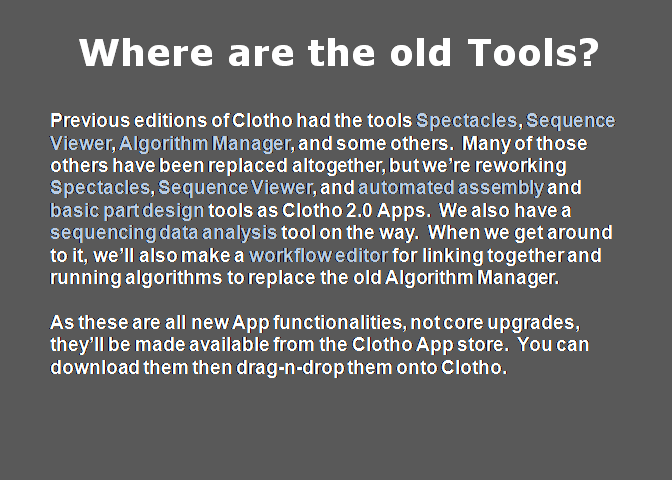 Where are the old Tools?
Previous editions of Clotho had the tools Spectacles, Sequence
Viewer, Algorithm Manager, and some others.  Many of those
others have been replaced altogether, but we’re reworking
Spectacles, Sequence Viewer, and automated assembly and
basic part design tools as Clotho 2.0 Apps.  We also have a
sequencing data analysis tool on the way.  When we get around
to it, we’ll also make a workflow editor for linking together and
running algorithms to replace the old Algorithm Manager.
As these are all new App functionalities, not core upgrades,
they’ll be made available from the Clotho App store.  You can
download them then drag-n-drop them onto Clotho.